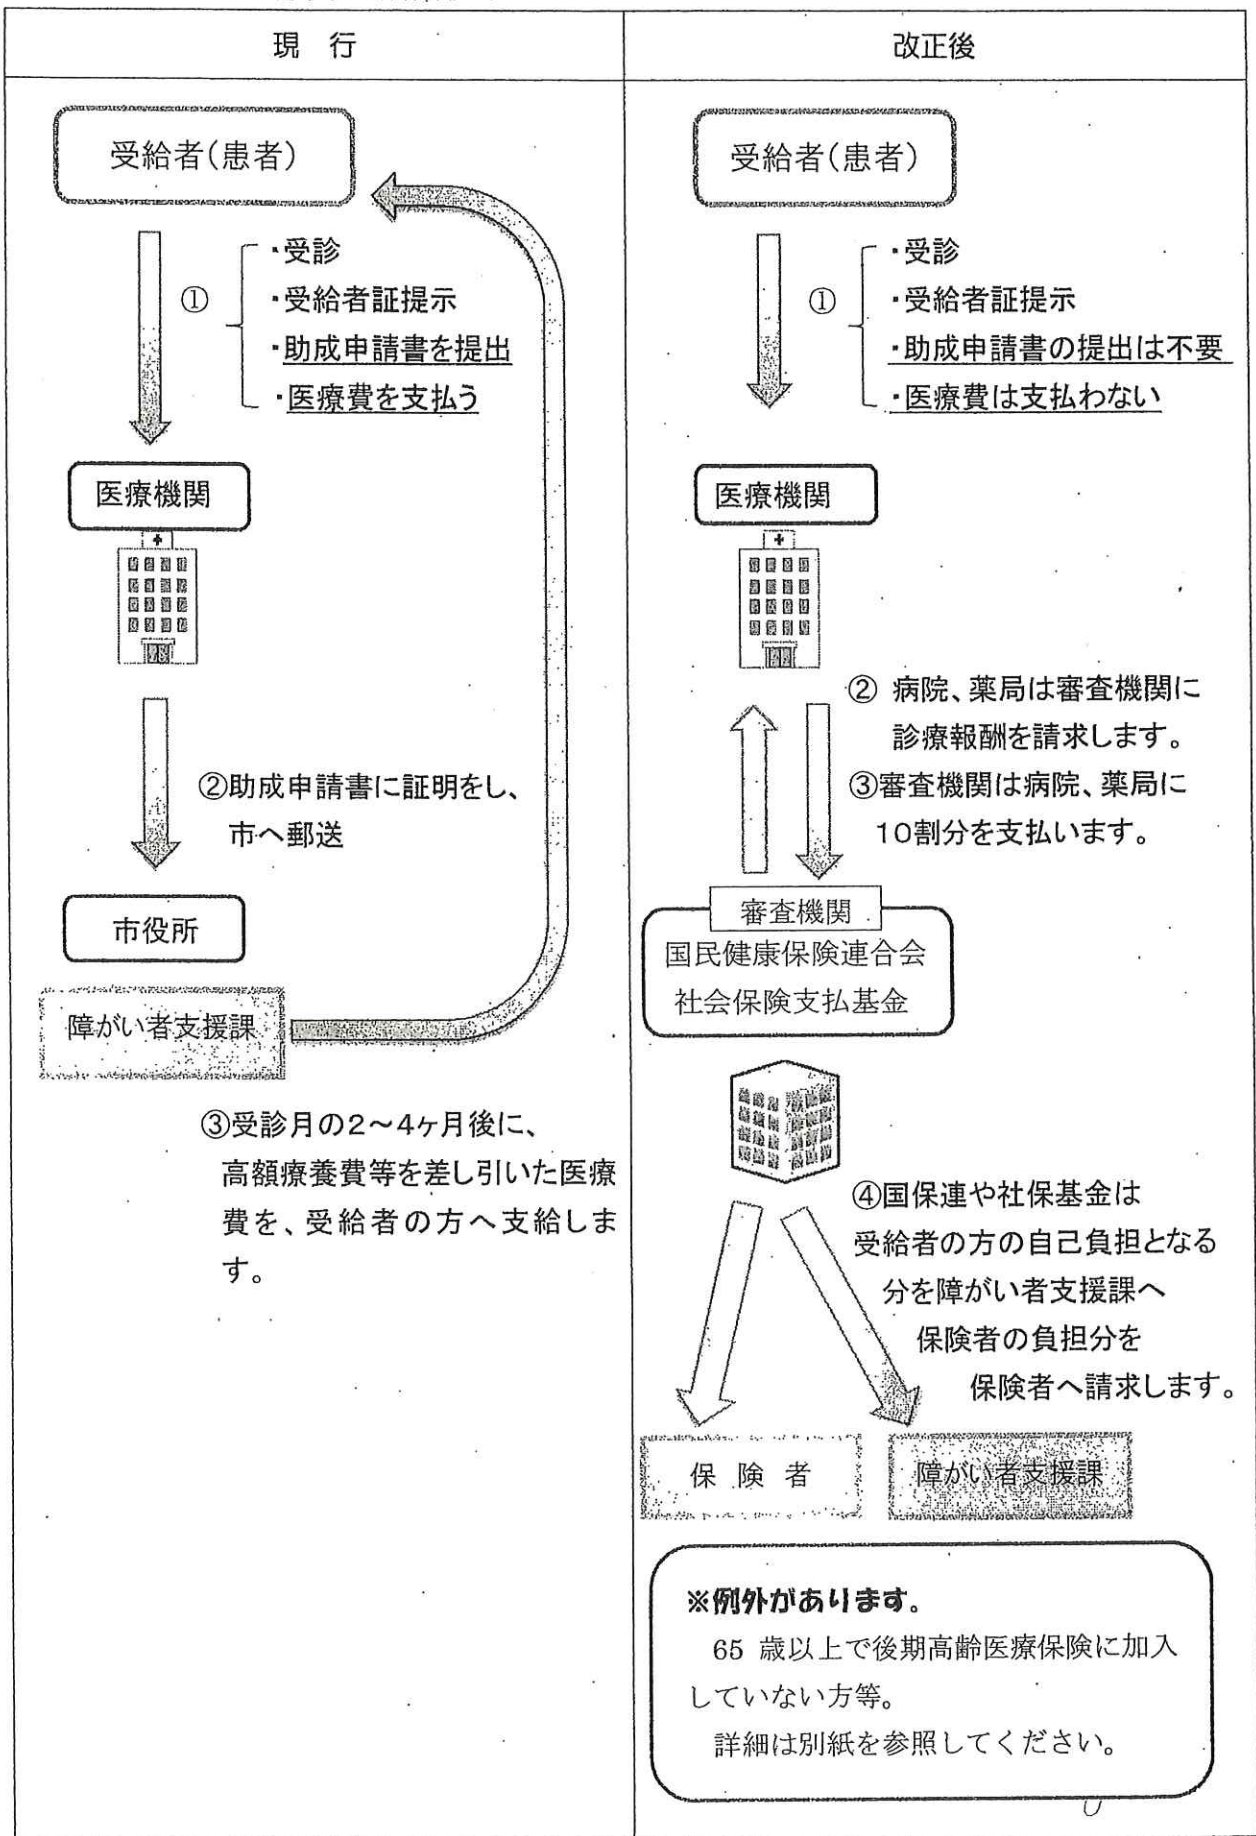 現 行
受給者(患者)
①
・受診
・受給者証提示
・助成申請書を提出
・医療費を支払う
医療機関
②助成申請書に証明をし、
市へ郵送
市役所
障がい者支援課
③受診月の2～4ヶ月後に、
高額療養費等を差し引いた医療
費を、受給者の方へ支給しま
す。
改正後
受給者(患者)
①
・受診
・受給者証提示
・助成申請書の提出は不要
・医療費は支払わない
医療機関
② 病院、薬局は審査機関に
診療報酬を請求します。
③審査機関は病院、薬局に
10割分を支払います。
審査機関
国民健康保険連合会
社会保険支払基金
④国保連や社保基金は
受給者の方の自己負担となる
分を障がい者支援課へ
保険者の負担分を
保険者へ請求します。
保 険 者
障がい者支援課
※例外があります。
65 歳以上で後期高齢医療保険に加入
していない方等。
詳細は別紙を参照してください。